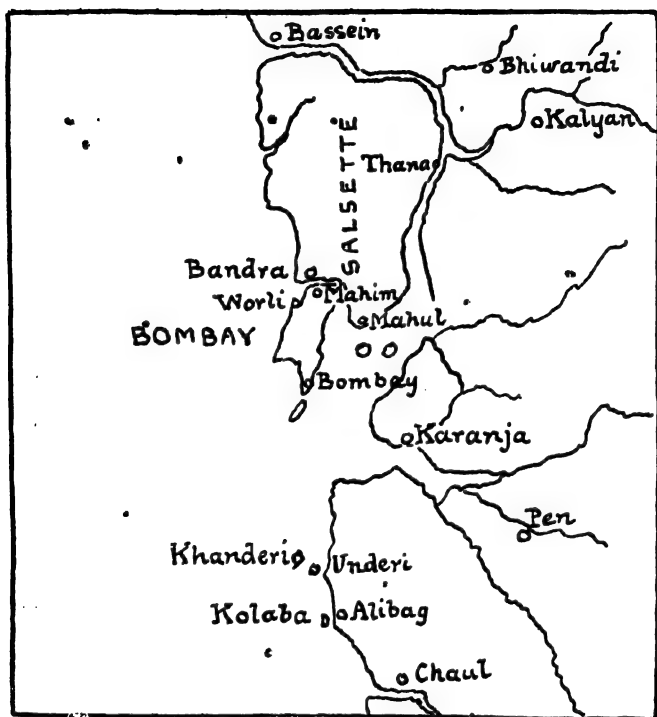 Bassein
Bhiwandi
Kalyan
Thana
SALSETTE
Bandra
Mahim
Worli
Mahul
BOMBAY
Bombay
Karanja
Pen
Khanderi
Underi
Kolaba
Alibag
Chaul